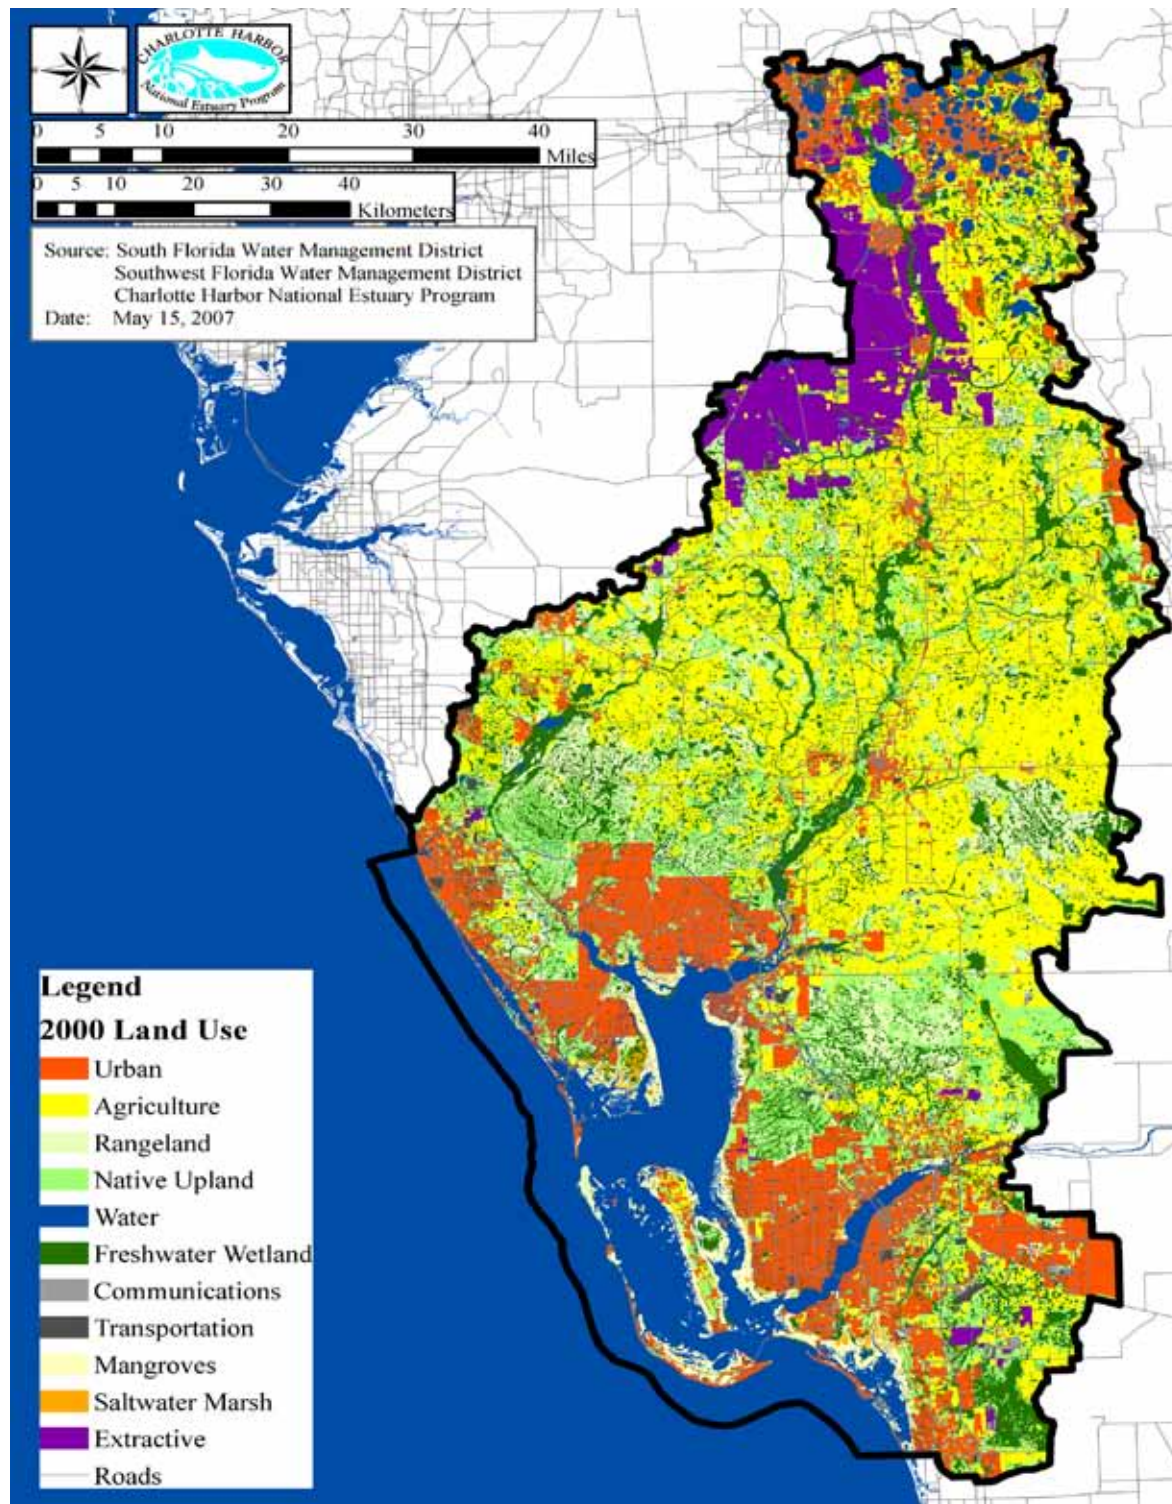 CHARLOTTE HARBOR
National Estuary Program
0 5 10 20 30 40
Miles
0 5 10 20 30 40
Kilometers
Source: South Florida Water Management District
Southwest Florida Water Management District
Charlotte Harbor National Estuary Program
Date: May 15, 2007
Legend
2000 Land Use
Urban
Agriculture
Rangeland
Native Upland
Water
Freshwater Wetland
Communications
Transportation
Mangroves
Saltwater Marsh
Extractive
Roads